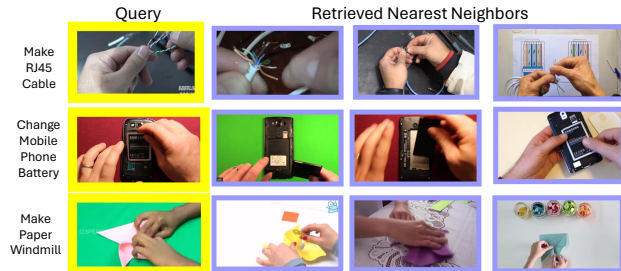 Query
Retrieved Nearest Neighbors
Make
RJ45
Cable
Change
Mobile
Phone
Battery
Make
Paper
Windmill